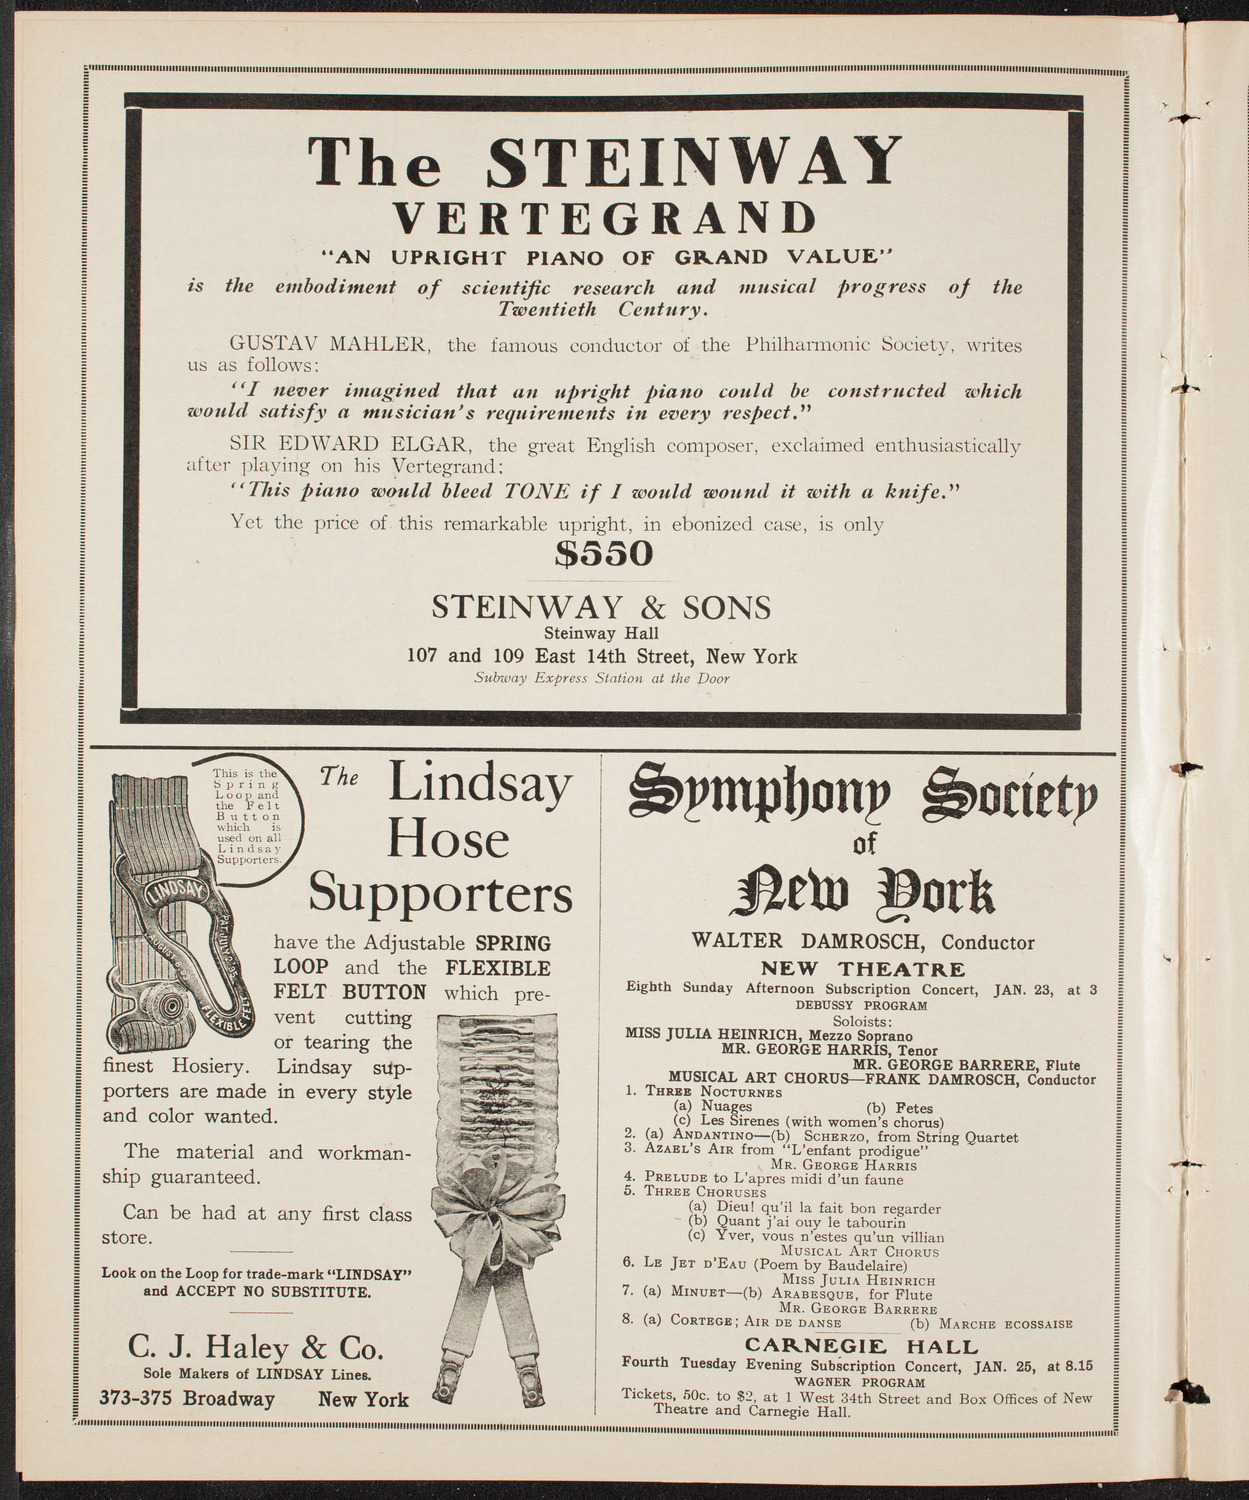 The STEINWAY
VERTEGRAND
"AN UPRIGHT PIANO OF GRAND VALUE"
is the embodiment of scientific research and musical progress of the
Twentieth Century.
GUSTAV MAHLER, the famous conductor of the Philharmonic Society, writes
us as follows:
"I never imagined that an upright piano could be constructed which
would satisfy a musician's requirements in every respect."
SIR EDWARD ELGAR, the great English composer, exclaimed enthusiastically
after playing on his Vertegrand:
"This piano would bleed TONE if I would wound it with a knife."
Yet the price of this remarkable upright, in ebonized case, is only
$550
STEINWAY & SONS
Steinway Hall
107 and 109 East 14th Street, New York
Subway Express Station at the Door
This is the
Spring
Loop and
the Felt
Button
which is
used on all
Lindsay
Supporters.
LINDSAY
FLEXIBLE
The Lindsay
Hose
Supporters
have the Adjustable SPRING
LOOP and the FLEXIBLE
FELT BUTTON which pre-
vent cutting
or tearing the
finest Hosiery. Lindsay sup-
porters are made in every style
and color wanted.
The material and workman-
ship guaranteed.
Can be had at any first class
store.
Look on the Loop for trade-mark "LINDSAY"
and ACCEPT NO SUBSTITUTE.
C. J. Haley & Co.
Sole Makers of LINDSAY Lines.
373-375 Broadway New York
Symphony Society
of
New York
WALTER DAMROSCH, Conductor
NEW THEATRE
Eighth Sunday Afternoon Subscription Concert, JAN. 23, at 3
DEBUSSY PROGRAM
Soloists:
MISS JULIA HEINRICH, Mezzo Soprano
MR. GEORGE HARRIS, Tenor
MR. GEORGE BARRERE, Flute
MUSICAL ART CHORUS—FRANK DAMROSCH, Conductor
1. THREE NOCTURNES
(a) Nuages (b) Fetes
(c) Les Sirenes (with women's chorus)
2. (a) ANDANTINO—(b) SCHERZO, from String Quartet
3. AZAEL'S AIR from "L'enfant prodigue"
MR. GEORGE HARRIS
4. PRELUDE to L'apres midi d'un faune
5. THREE CHORUSES
(a) Dieu! qu'il la fait bon regarder
(b) Quant j'ai ouy le tabourin
(c) Yver, vous n'estes qu'un villian
MUSICAL ART CHORUS
6. LE JET D'EAU (Poem by Baudelaire)
MISS JULIA HEINRICH
7. (a) MINUET—(b) ARABESQUE, for Flute
MR. GEORGE BARRERE
8. (a) CORTEGE; AIR DE DANSE (b) MARCHE ECOSSAISE
CARNEGIE HALL
Fourth Tuesday Evening Subscription Concert, JAN. 25, at 8.15
WAGNER PROGRAM
Tickets, 50c. to $2, at 1 West 34th Street and Box Offices of New
Theatre and Carnegie Hall.